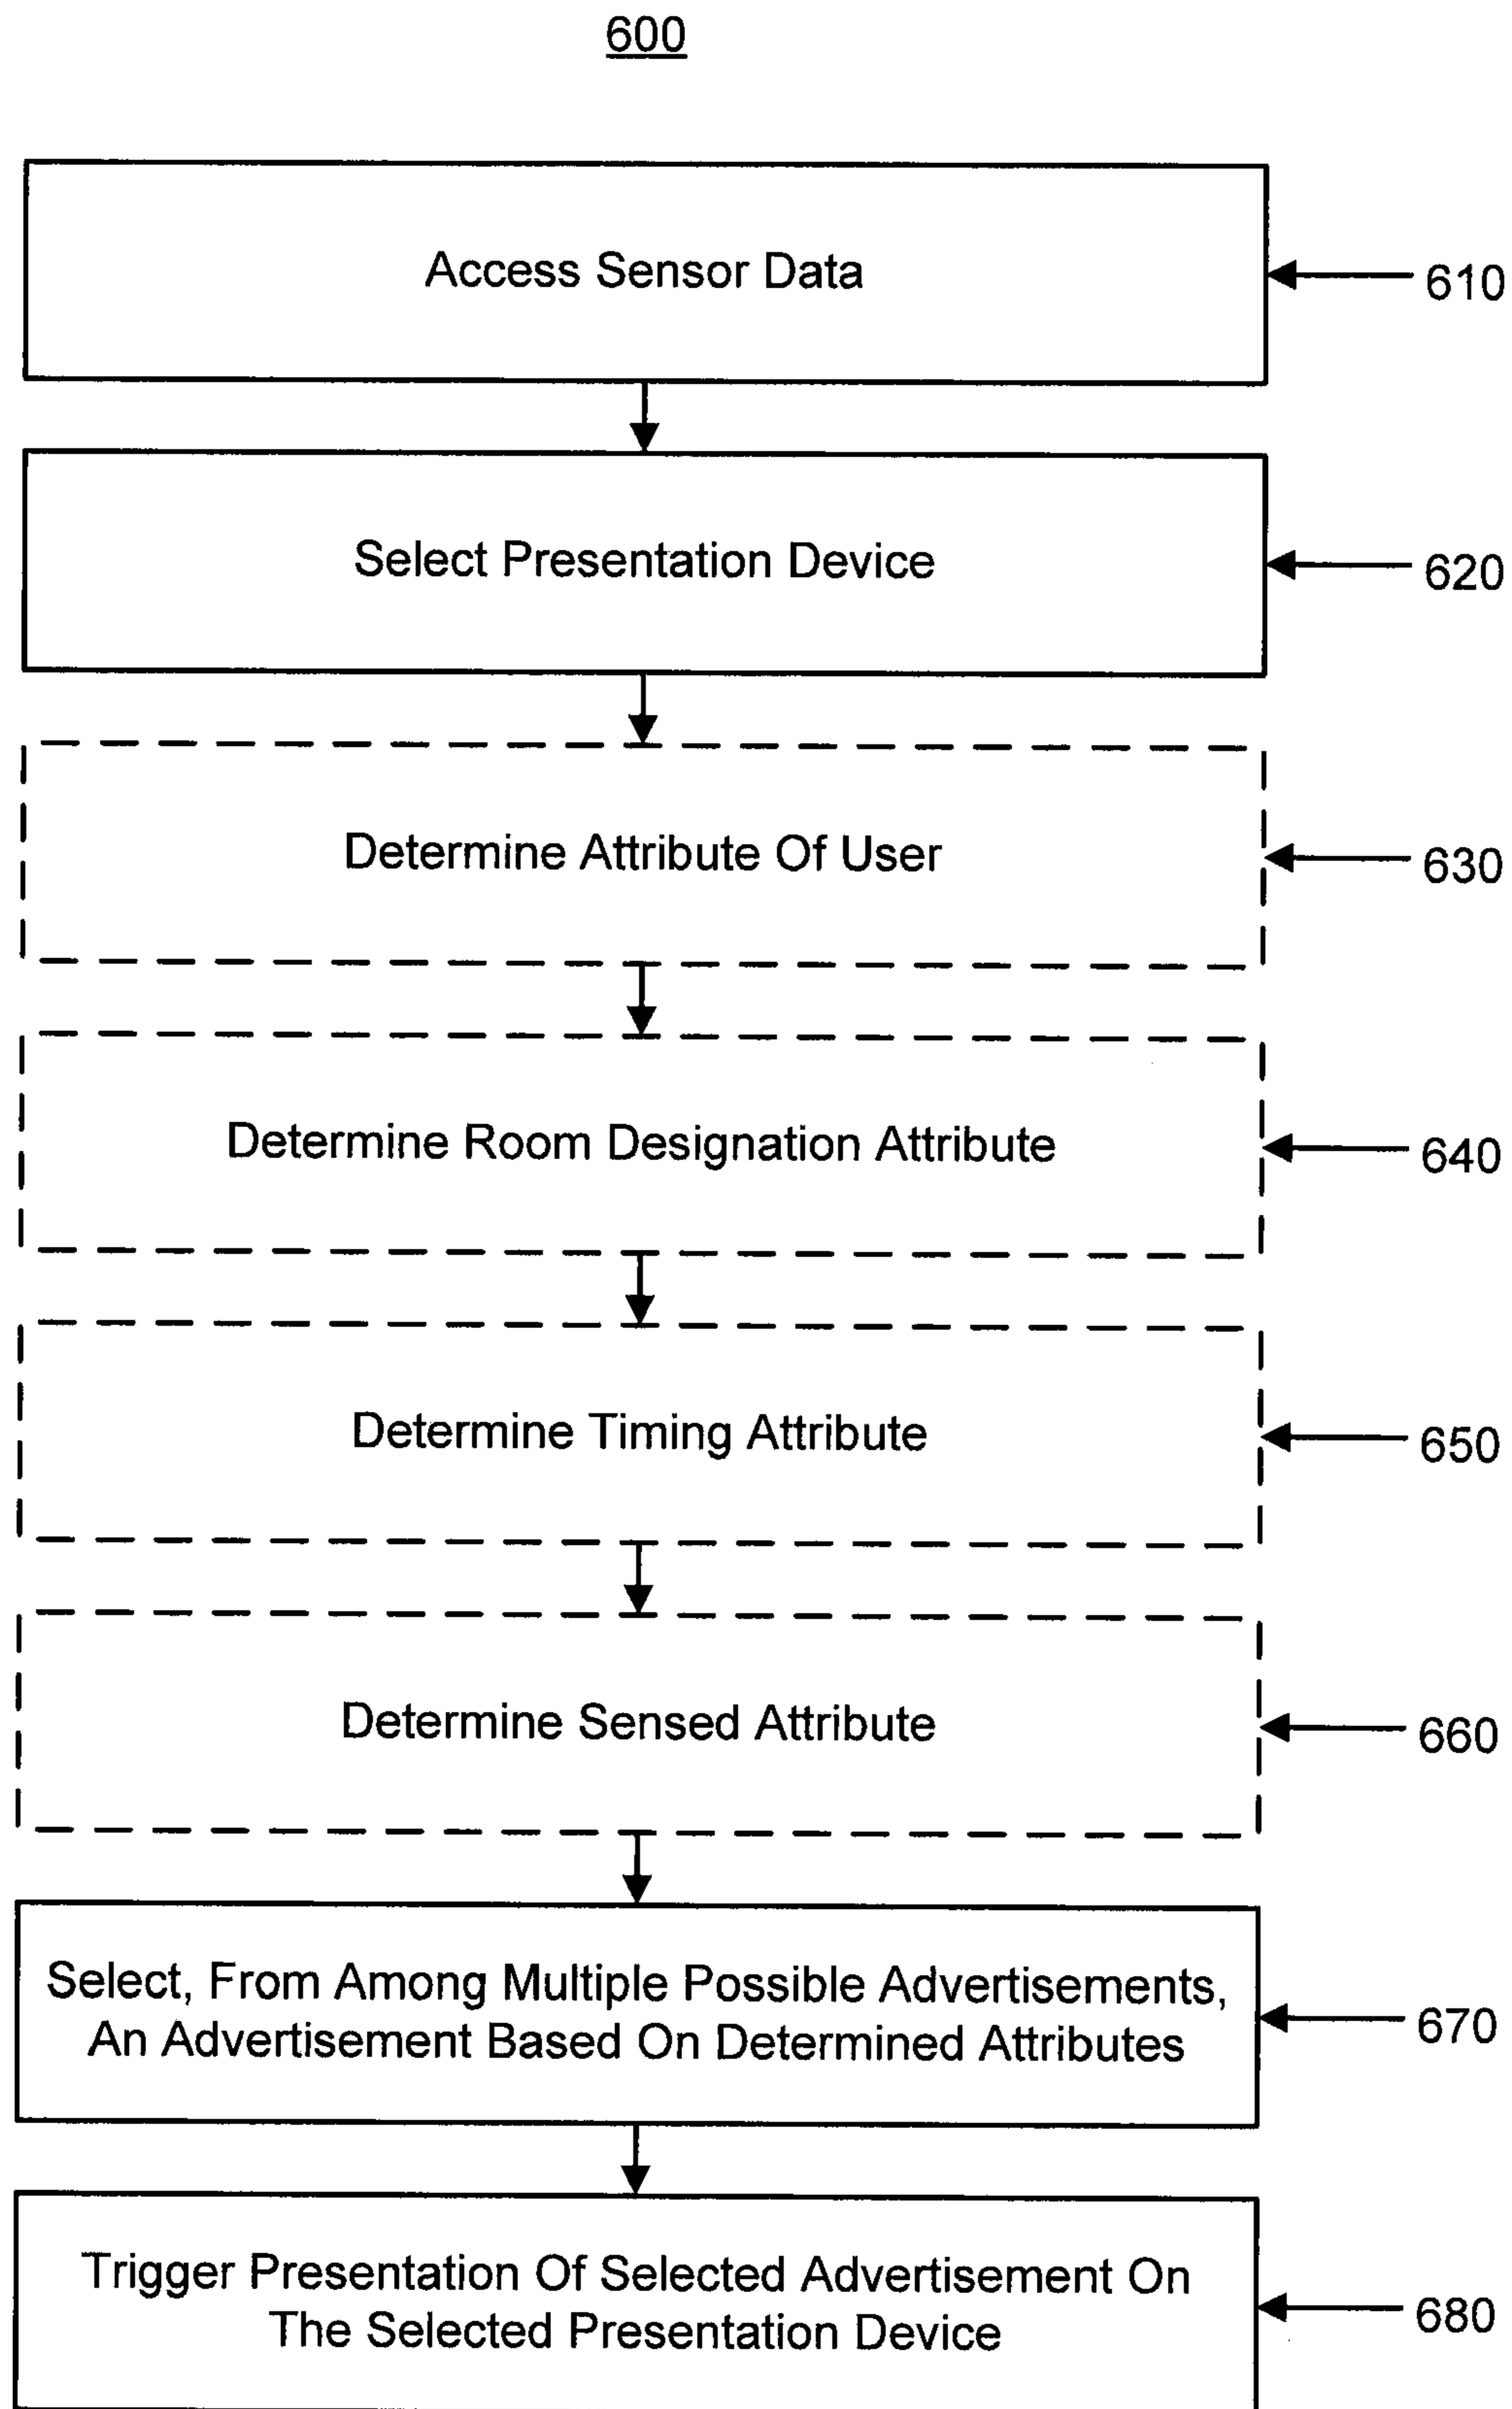 600
Access Sensor Data
610
Select Presentation Device
620
Determine Attribute Of User
630
Determine Room Designation Attribute
640
Determine Timing Attribute
650
Determine Sensed Attribute
660
Select, From Among Multiple Possible Advertisements,
An Advertisement Based On Determined Attributes
670
Trigger Presentation Of Selected Advertisement On
The Selected Presentation Device
680